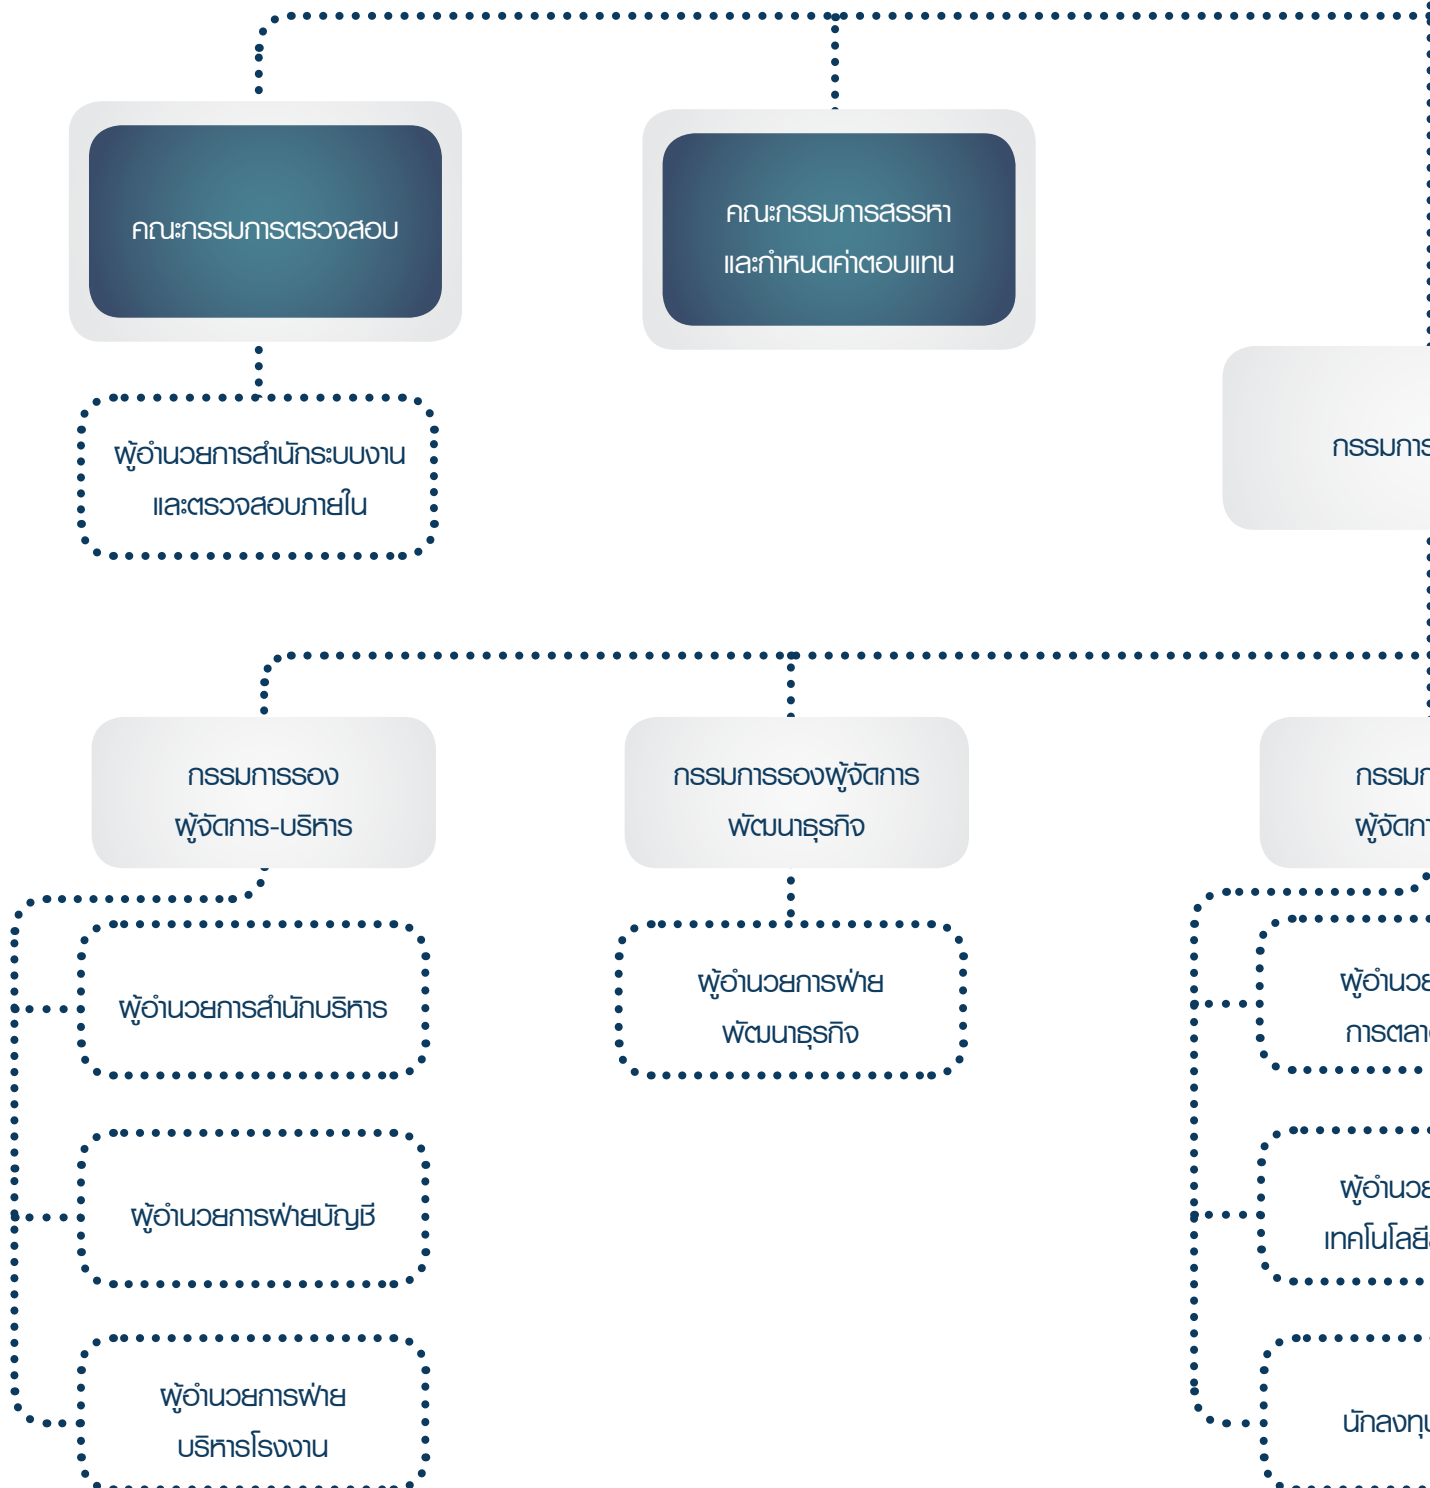 คณะกรรมการตรวจสอบ
คณะกรรมการสรรหา
และกำหนดค่าตอบแทน
ผู้อำนวยการสำนักระบบงาน
และตรวจสอบภายใน
กรรมการ
กรรมการรอง
ผู้จัดการ-บริหาร
กรรมการรองผู้จัดการ
พัฒนาธุรกิจ
ผู้อำนวยการสำนักบริหาร
ผู้อำนวยการฝ่ายบัญชี
ผู้อำนวยการฝ่าย
บริหารโรงงาน
ผู้อำนวยการฝ่าย
พัฒนาธุรกิจ